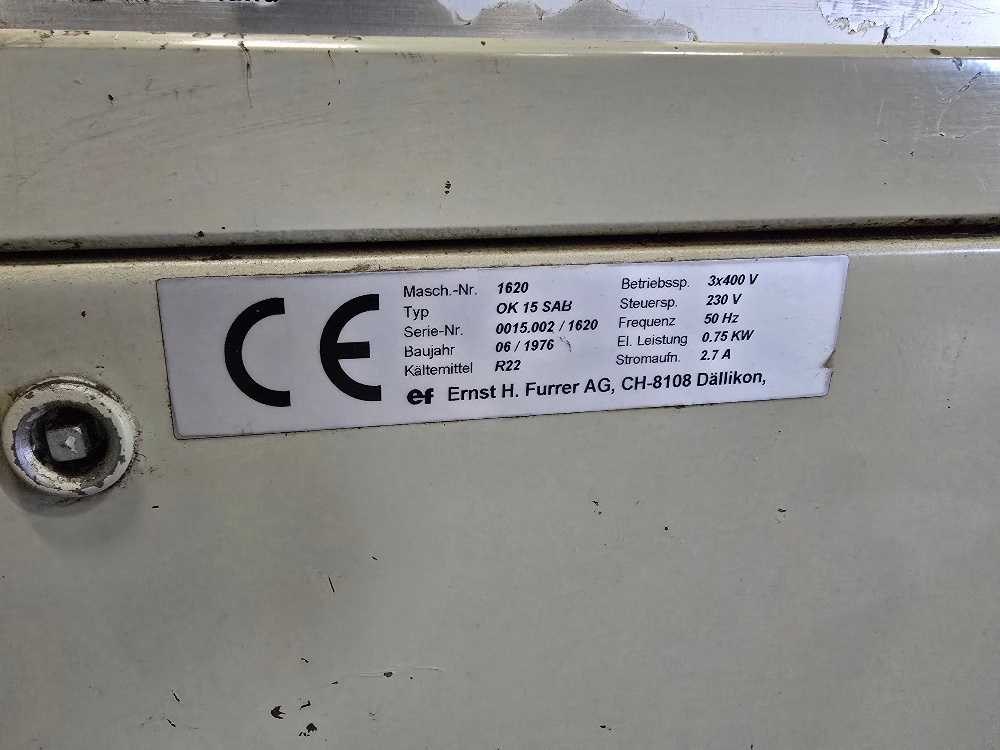 CE
Masch.-Nr. 1620 Betriebssp. 3x400 V
Typ OK 15 SAB Steuersp. 230 V
Serie-Nr. 0015.002 / 1620 Frequenz 50 Hz
Baujahr 06 / 1976 El. Leistung 0.75 KW
Kältemittel R22 Stromaufn. 2.7 A
ef Ernst H. Furrer AG, CH-8108 Dällikon,